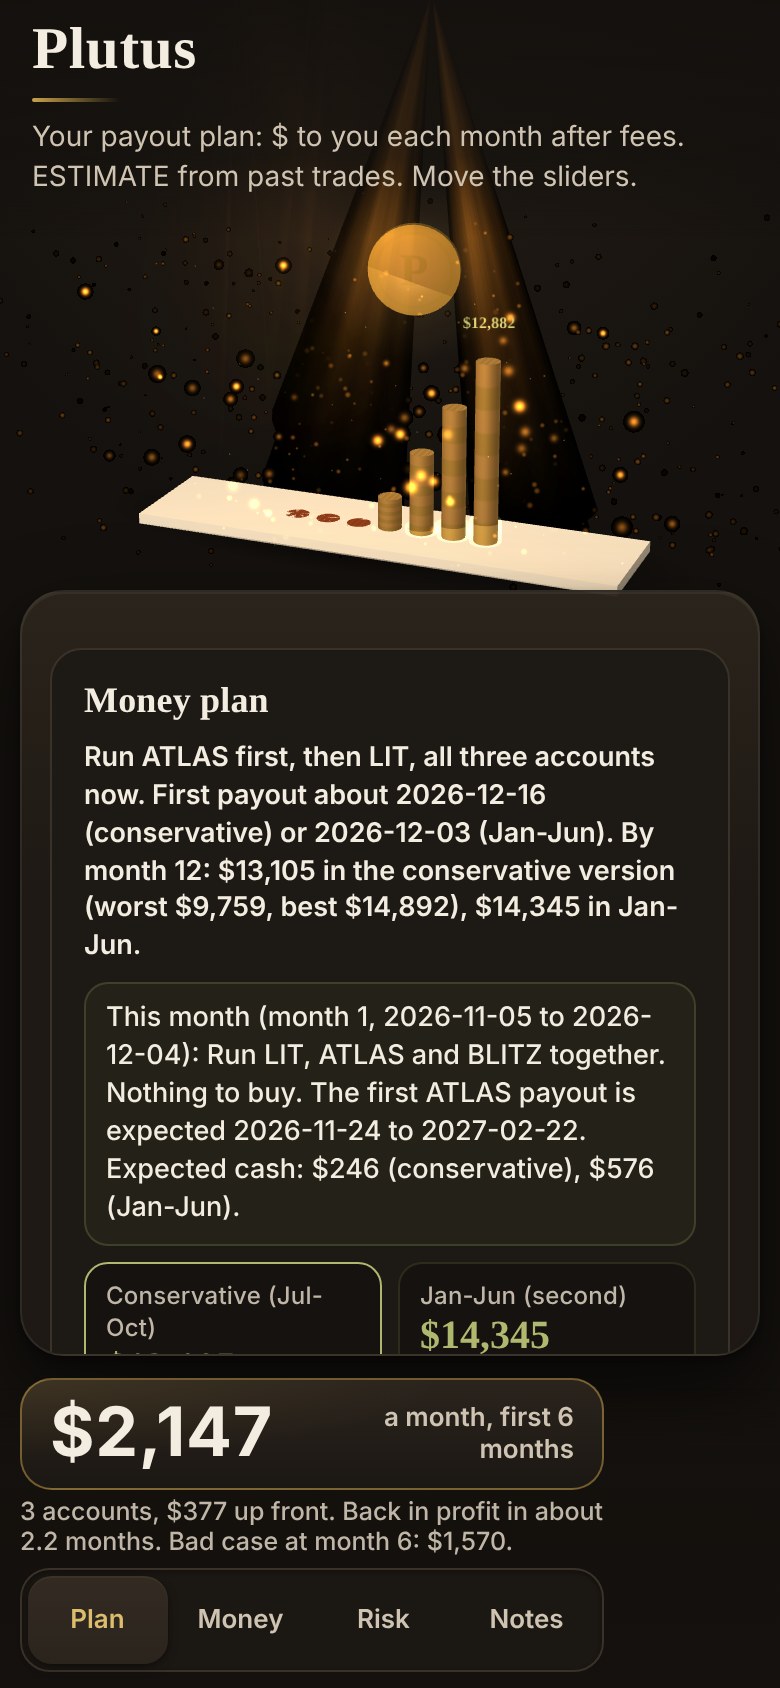 Plutus
Your payout plan: $ to you each month after fees.
ESTIMATE from past trades. Move the sliders.
P
$12,882
Money plan
Run ATLAS first, then LIT, all three accounts
now. First payout about 2026-12-16
(conservative) or 2026-12-03 (Jan-Jun). By
month 12: $13,105 in the conservative version
(worst $9,759, best $14,892), $14,345 in Jan-
Jun.
This month (month 1, 2026-11-05 to 2026-
12-04): Run LIT, ATLAS and BLITZ together.
Nothing to buy. The first ATLAS payout is
expected 2026-11-24 to 2027-02-22.
Expected cash: $246 (conservative), $576
(Jan-Jun).
Conservative (Jul-
Oct)
Jan-Jun (second)
$14,345
$2,147
a month, first 6
months
3 accounts, $377 up front. Back in profit in about
2.2 months. Bad case at month 6: $1,570.
Plan
Money
Risk
Notes